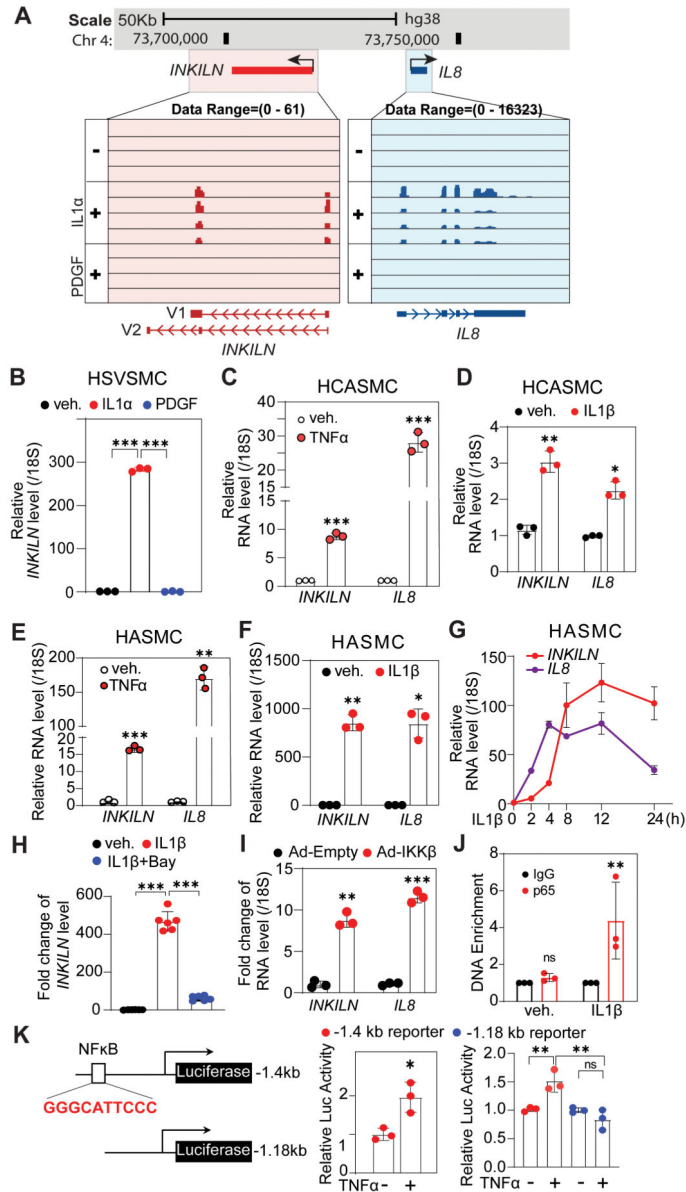 A
Scale 50Kb hg38
Chr 4: 73,700,000 73,750,000
INKILN IL8
Data Range=(0 - 61) Data Range=(0 - 16323)
- -
IL1α + +
PDGF + +
V1
V2
INKILN IL8
B HSVSMC
veh. IL1α PDGF
*** ***
Relative INKILN level (/18S)
300
200
100
0
C HCASMC
veh.
TNFα
***
***
Relative RNA level (/18S)
40
30
20
10
5
0
INKILN IL8
D HCASMC
veh. IL1β
**
*
Relative RNA level (/18S)
4
3
2
1
0
INKILN IL8
E HASMC
veh.
TNFα
**
***
Relative RNA level (/18S)
200
150
100
20
15
10
5
0
INKILN IL8
F HASMC
veh. IL1β
**
*
Relative RNA level (/18S)
1500
1000
800
400
0
INKILN IL8
G HASMC
INKILN
IL8
Relative RNA level (/18S)
150
100
50
0
IL1β 0 2 4 8 12 24 (h)
H
veh. IL1β
IL1β+Bay
*** ***
Fold change of INKILN level
600
400
200
0
I
Ad-Empty Ad-IKKβ
**
***
Fold change of RNA level (/18S)
15
10
5
0
INKILN IL8
J
IgG
p65
**
ns
DNA Enrichment
8
6
4
2
0
veh. IL1β
K
NFκB
Luciferase -1.4kb
GGGCATTCCC
Luciferase -1.18kb
-1.4 kb reporter -1.18 kb reporter
*
Relative Luc Activity
2
1
0
TNFα - +
** **
ns
Relative Luc Activity
2.0
1.5
1.0
0.5
0.0
TNFα - + - +